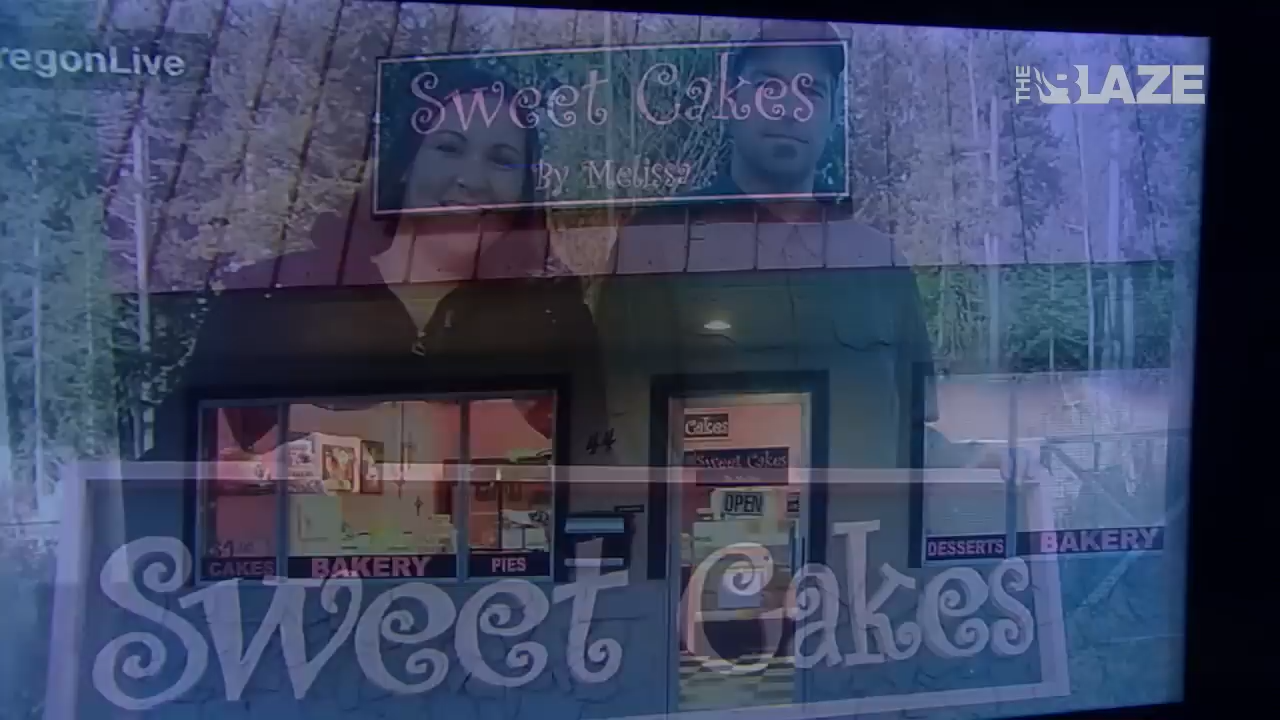 regonLive
THE BLAZE
Sweet Cakes
By Melissa
44
Cakes
Sweet Cakes
OPEN
CAKES
BAKERY
PIES
DESSERTS
BAKERY
Sweet Cakes